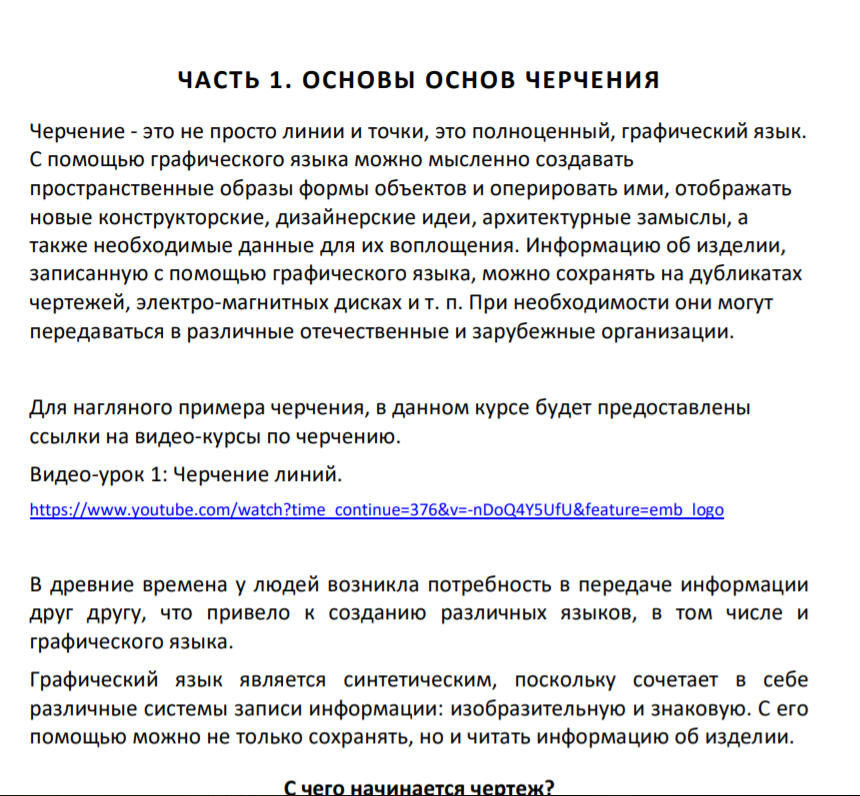 ЧАСТЬ 1. ОСНОВЫ ОСНОВ ЧЕРЧЕНИЯ
Черчение - это не просто линии и точки, это полноценный, графический язык.
С помощью графического языка можно мысленно создавать
пространственные образы формы объектов и оперировать ими, отображать
новые конструкторские, дизайнерские идеи, архитектурные замыслы, а
также необходимые данные для их воплощения. Информацию об изделии,
записанную с помощью графического языка, можно сохранять на дубликатах
чертежей, электро-магнитных дисках и т. п. При необходимости они могут
передаваться в различные отечественные и зарубежные организации.
Для нагляного примера черчения, в данном курсе будет предоставлены
ссылки на видео-курсы по черчению.
Видео-урок 1: Черчение линий.
https://www.youtube.com/watch?time_continue=376&v=-nDoQ4Y5UfU&feature=emb_logo
В древние времена у людей возникла потребность в передаче информации
друг другу, что привело к созданию различных языков, в том числе и
графического языка.
Графический язык является синтетическим, поскольку сочетает в себе
различные системы записи информации: изобразительную и знаковую. С его
помощью можно не только сохранять, но и читать информацию об изделии.
С чего начинается чертеж?